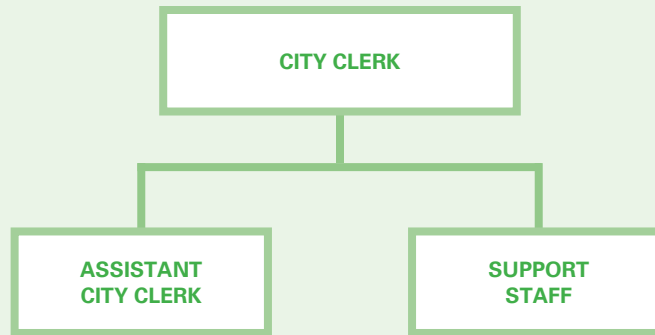 CITY CLERK
ASSISTANT
CITY CLERK
SUPPORT
STAFF